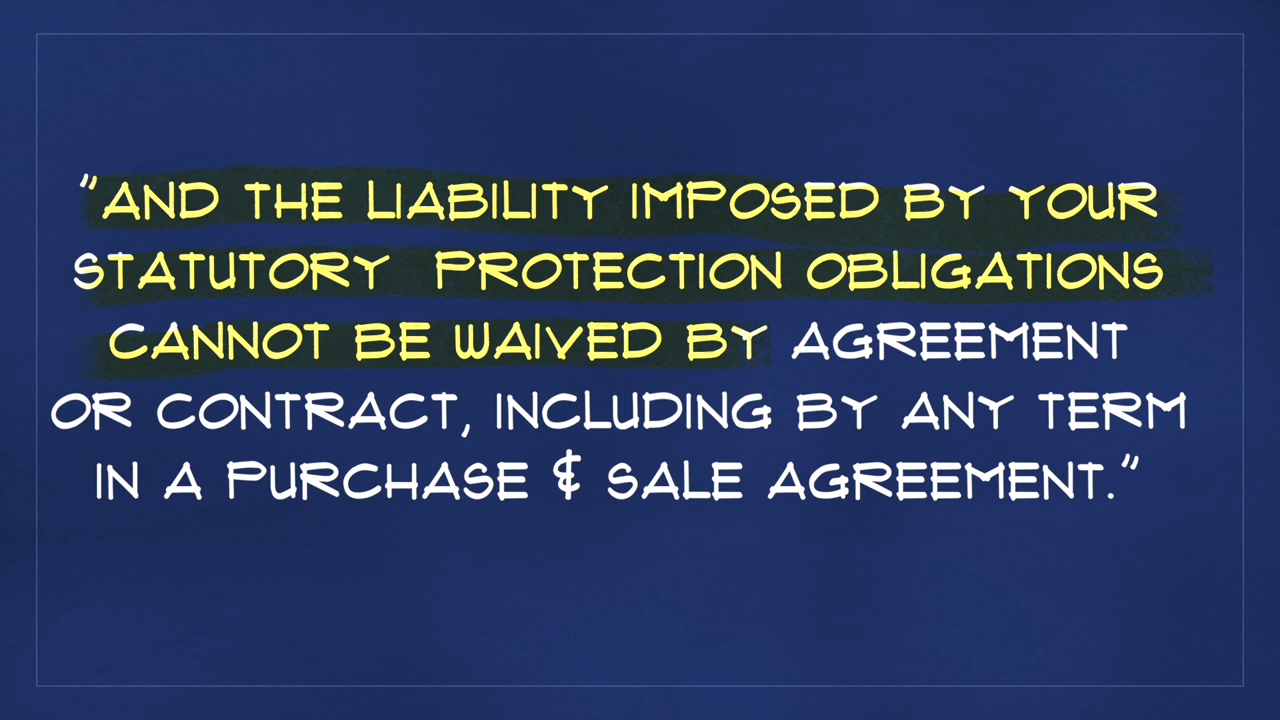 "AND THE LIABILITY IMPOSED BY YOUR
STATUTORY PROTECTION OBLIGATIONS
CANNOT BE WAIVED BY AGREEMENT
OR CONTRACT, INCLUDING BY ANY TERM
IN A PURCHASE & SALE AGREEMENT."